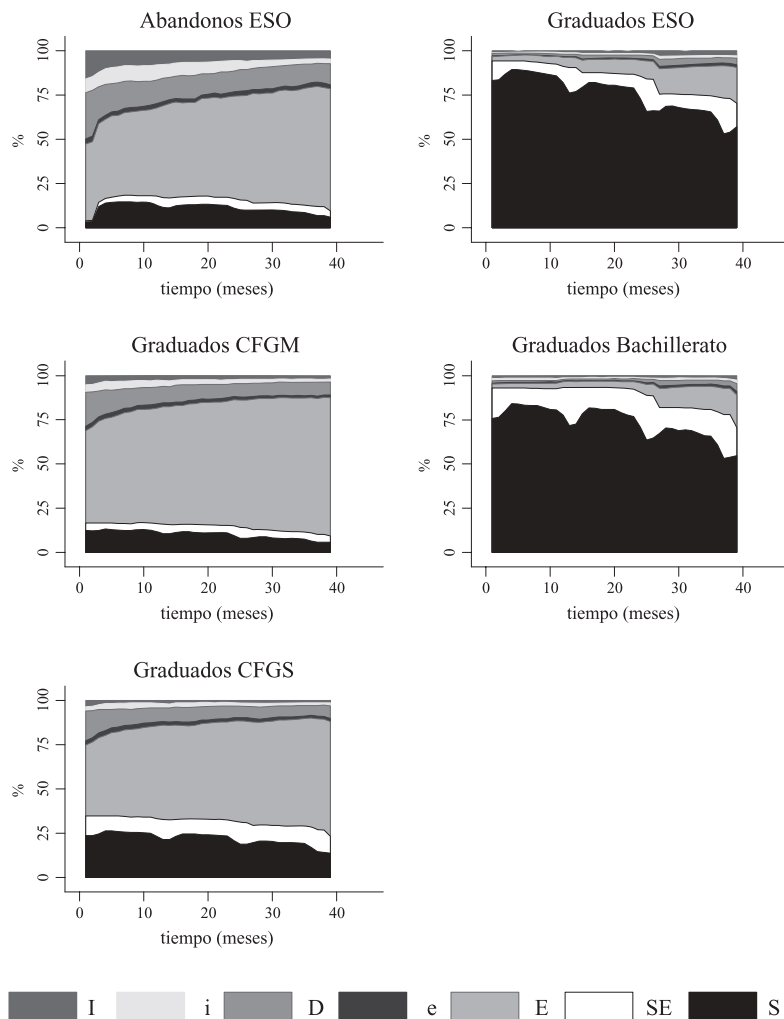 Abandonos ESO
100
75
50
25
0
%
0 10 20 30 40
tiempo (meses)
Graduados ESO
100
75
50
25
0
%
0 10 20 30 40
tiempo (meses)
Graduados CFGM
100
75
50
25
0
%
0 10 20 30 40
tiempo (meses)
Graduados Bachillerato
100
75
50
25
0
%
0 10 20 30 40
tiempo (meses)
Graduados CFGS
100
75
50
25
0
%
0 10 20 30 40
tiempo (meses)
I i D e E SE S